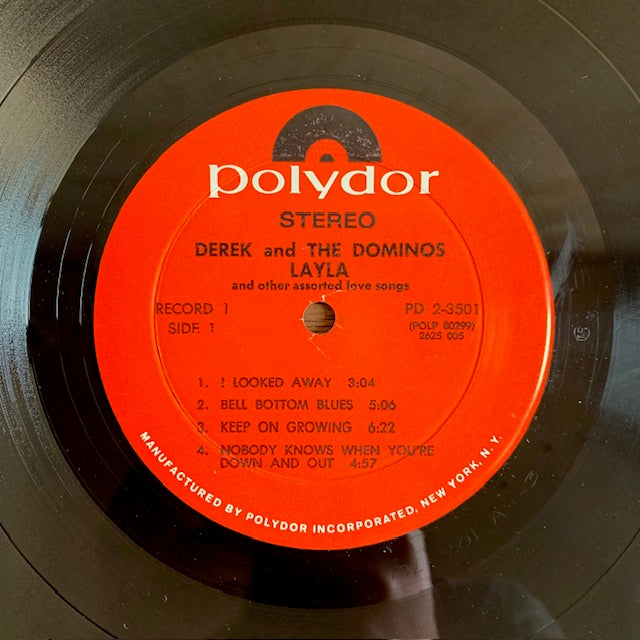 polydor
STEREO
DEREK and THE DOMINOS
LAYLA
and other assorted love songs
RECORD 1
PD 2-3501
SIDE 1
(POLP 80299)
2625 005
1. I LOOKED AWAY 3:04
2. BELL BOTTOM BLUES 5:06
3. KEEP ON GROWING 6:22
4. NOBODY KNOWS WHEN YOU'RE
DOWN AND OUT 4:57
MANUFACTURED BY POLYDOR INCORPORATED, NEW YORK, N.Y.